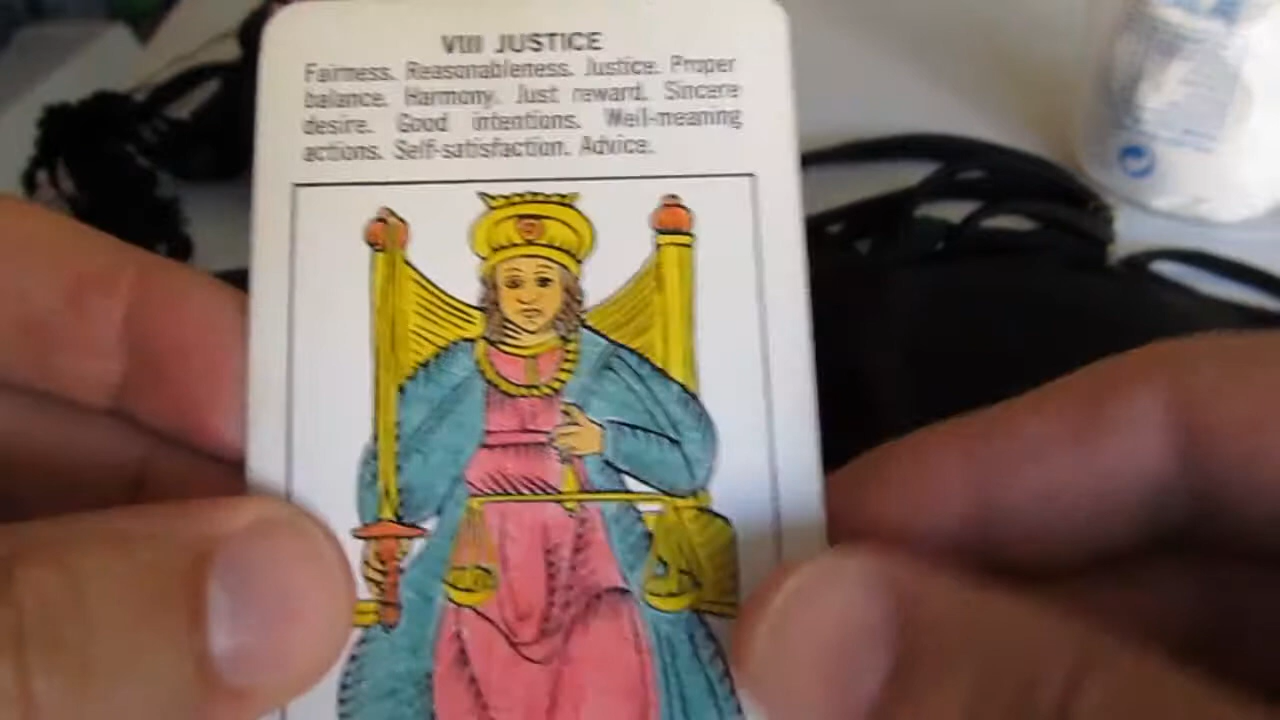 VIII JUSTICE
Fairness. Reasonableness. Justice. Proper
balance. Harmony. Just reward. Sincere
desire. Good intentions. Well-meaning
actions. Self-satisfaction. Advice.